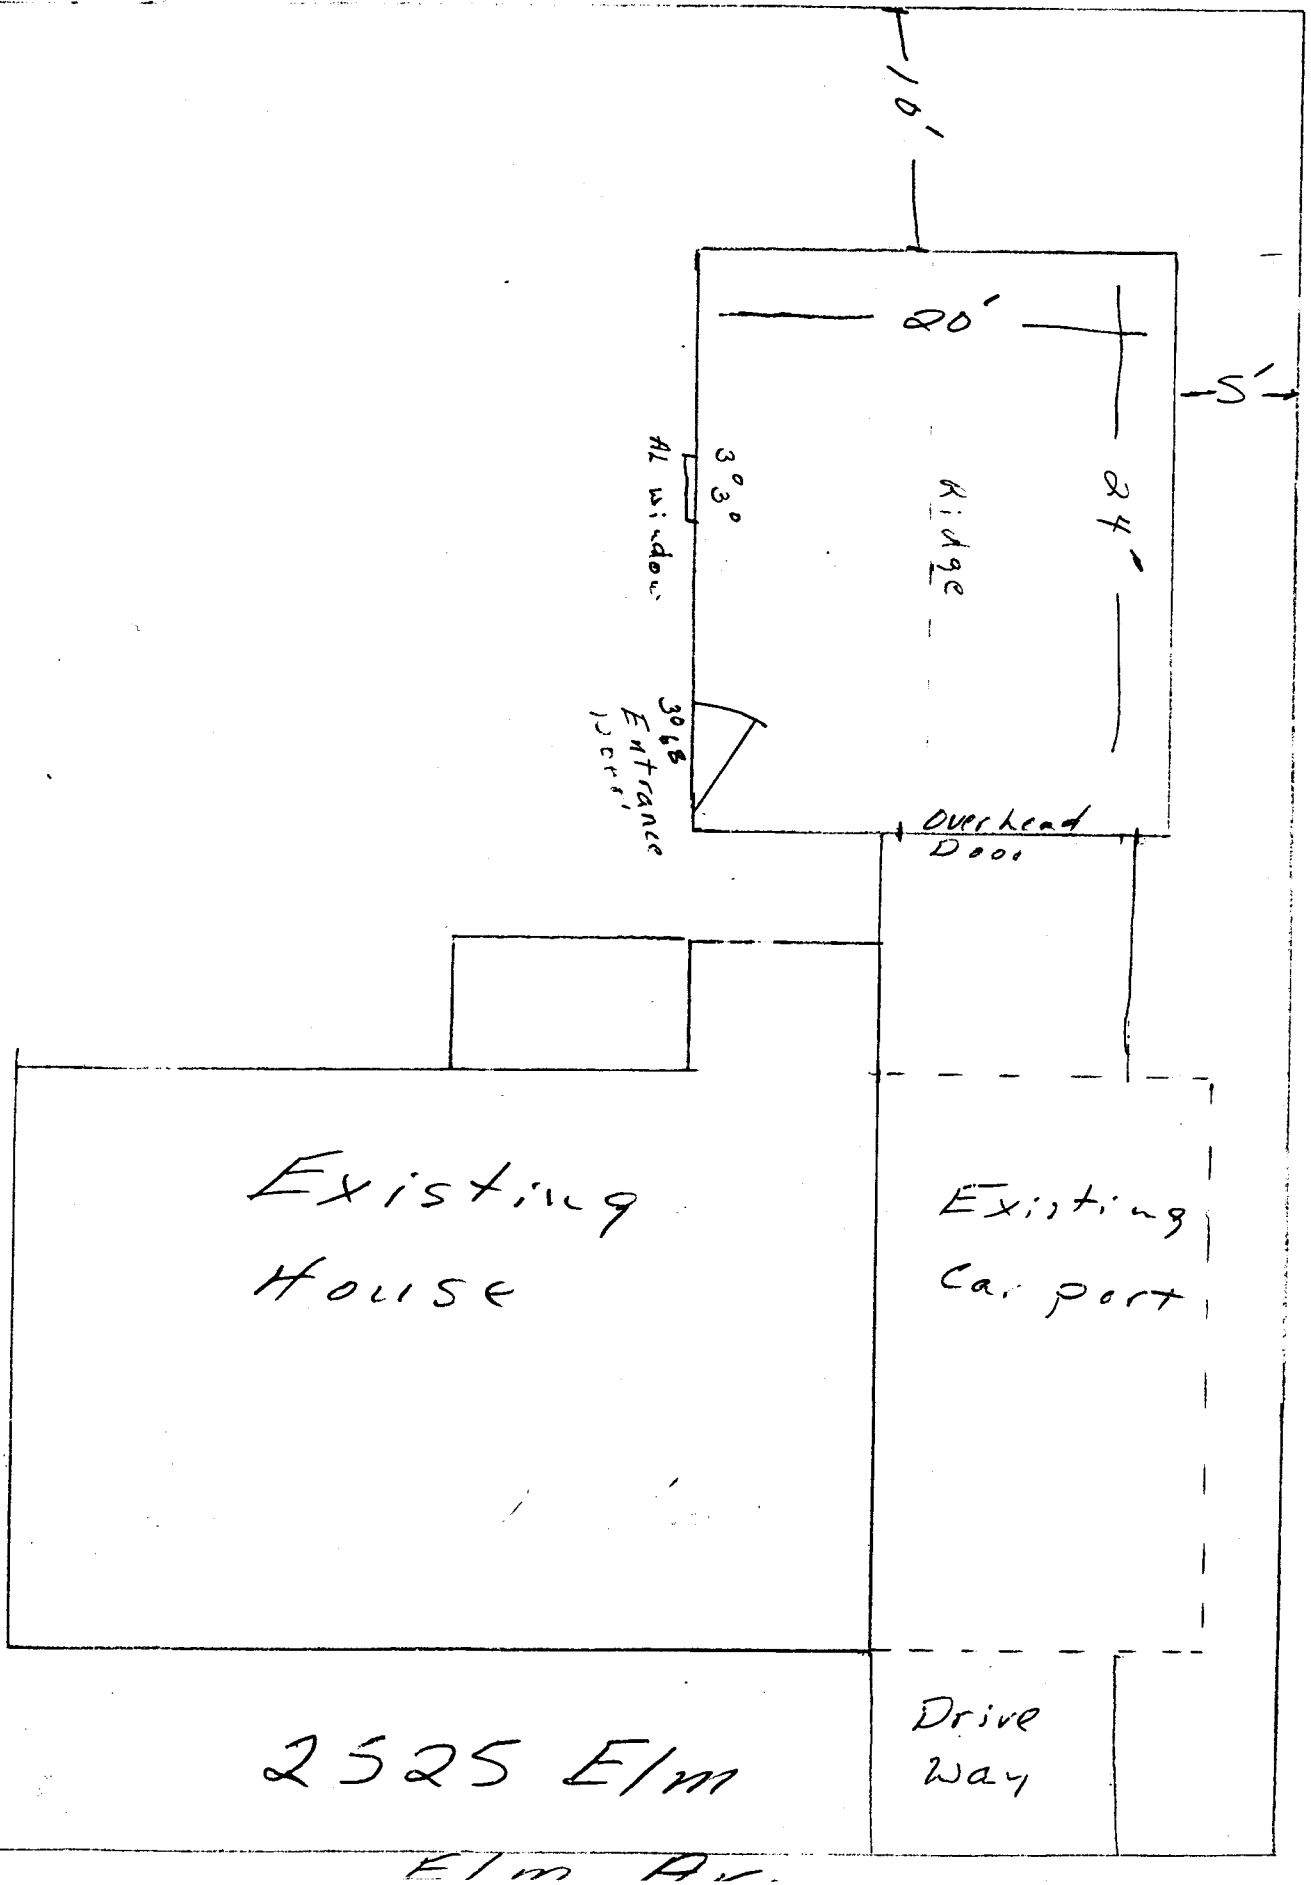 10'
20'
5'
24'
Ridge
3° 3°
AL window
3° 68
Entrance
Overhead
Door
Existing
House
Existing
Car port
Drive
Way
2525 Elm
Elm Av.